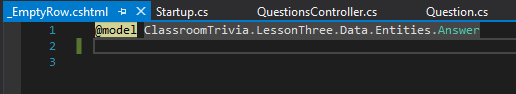 _EmptyRow.cshtml Startup.cs QuestionsController.cs Question.cs
1 @model ClassroomTrivia.LessonThree.Data.Entities.Answer
2
3